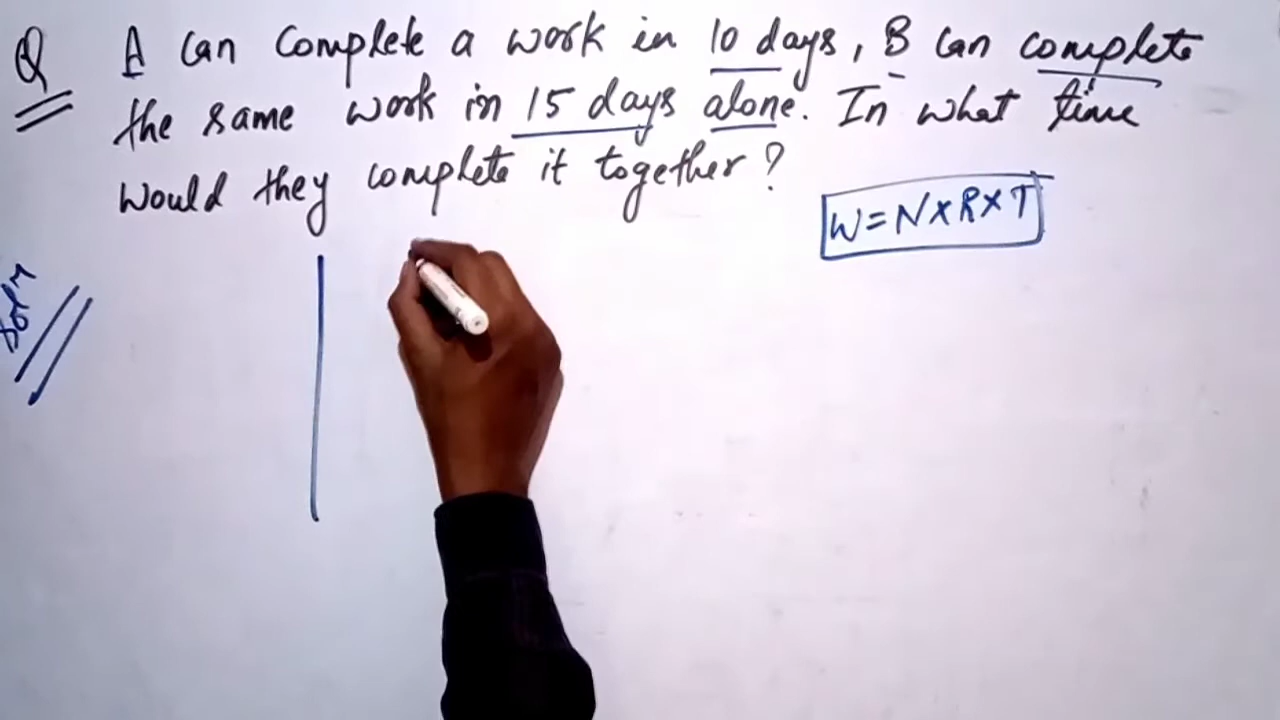 Q A can complete a work in 10 days, B can complete
the same work in 15 days alone. In what time
would they complete it together?
W=N×R×T
Solⁿ